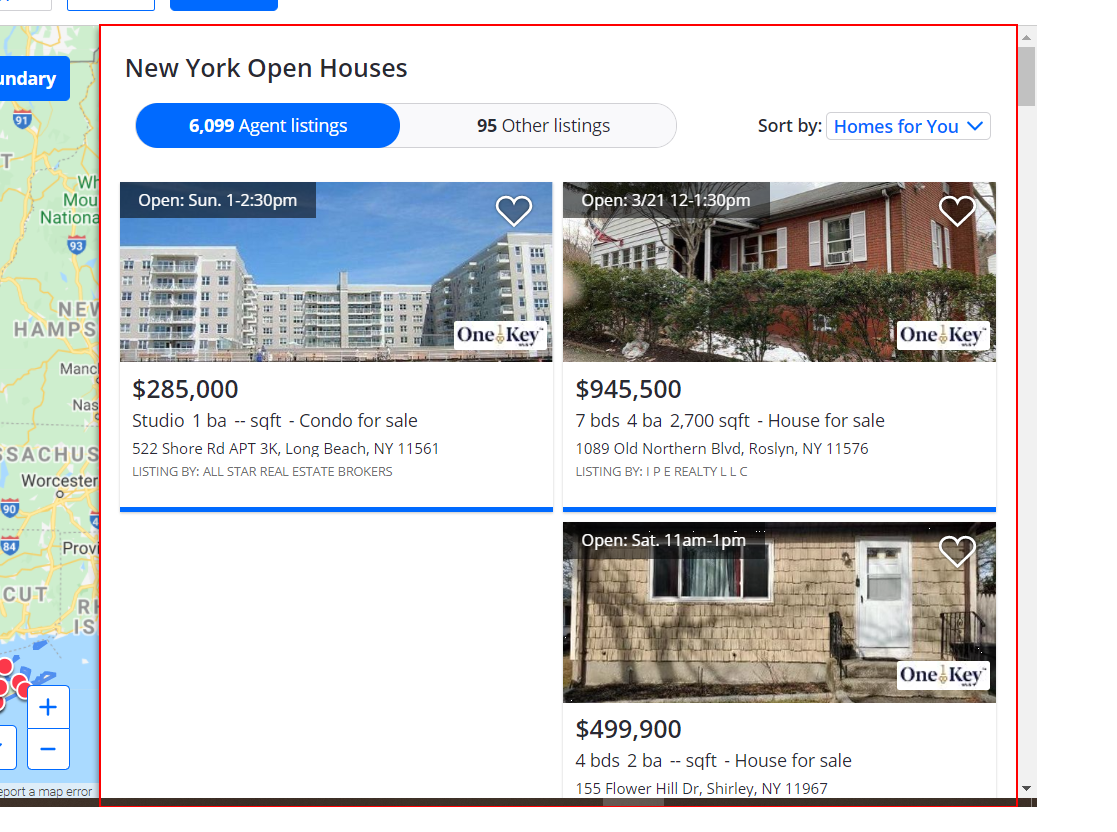 undary
91
T
Wh
Mou
Nationa
93
NEW
HAMPS
Manc
Nas
SSACHUS
Worcester
90
84
Provi
CUT
RH
IS
+
−
eport a map error
New York Open Houses
6,099 Agent listings
95 Other listings
Sort by: Homes for You
Open: Sun. 1-2:30pm
OneKey
$285,000
Studio 1 ba -- sqft - Condo for sale
522 Shore Rd APT 3K, Long Beach, NY 11561
LISTING BY: ALL STAR REAL ESTATE BROKERS
Open: 3/21 12-1:30pm
OneKey
$945,500
7 bds 4 ba 2,700 sqft - House for sale
1089 Old Northern Blvd, Roslyn, NY 11576
LISTING BY: I P E REALTY L L C
Open: Sat. 11am-1pm
OneKey
$499,900
4 bds 2 ba -- sqft - House for sale
155 Flower Hill Dr, Shirley, NY 11967